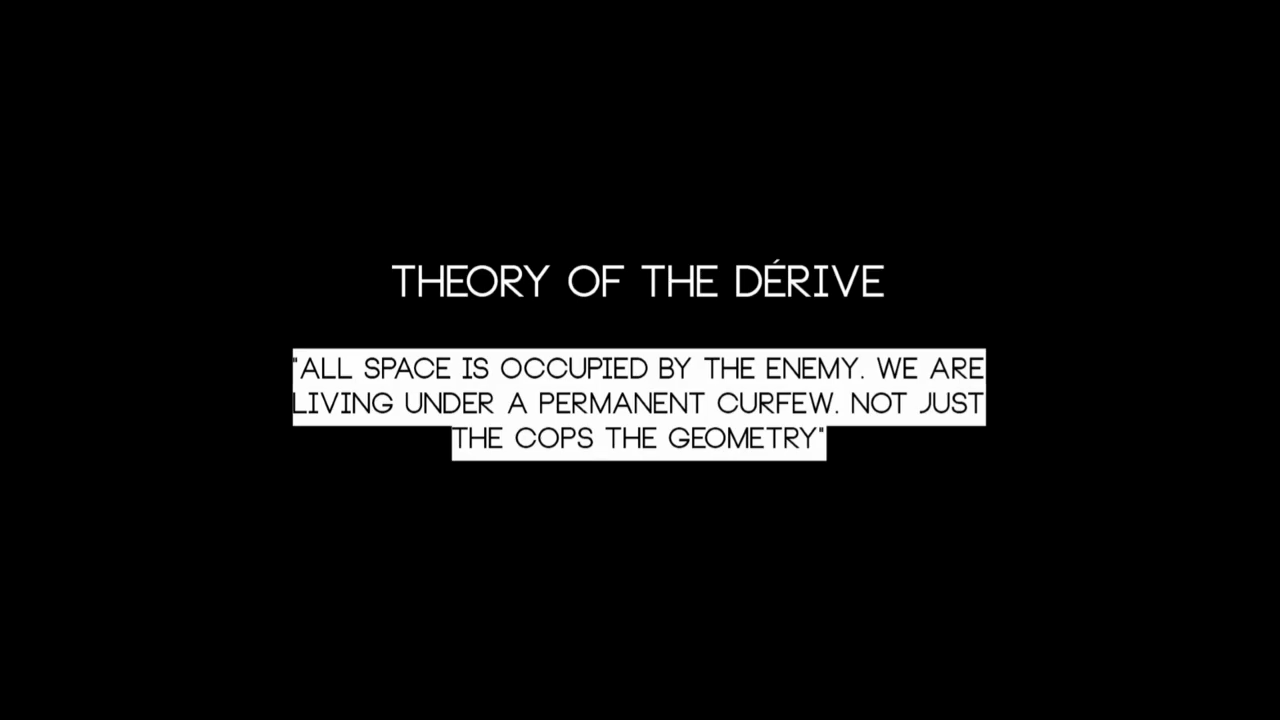 THEORY OF THE DÉRIVE
"ALL SPACE IS OCCUPIED BY THE ENEMY. WE ARE
LIVING UNDER A PERMANENT CURFEW. NOT JUST
THE COPS THE GEOMETRY"